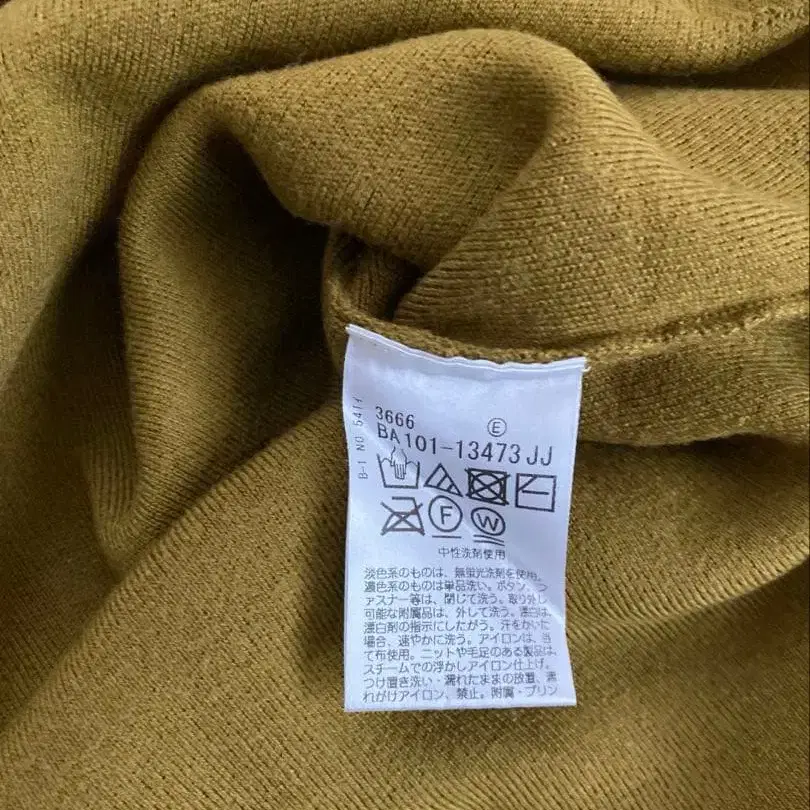 3666 Ⓔ
BA101-13473JJ
B-1 NO 5414
F W
中性洗剤使用
淡色系のものは、無蛍光洗剤を使用。
濃色系のものは単品洗い。ボタン、フ
ァスナー等は、閉じて洗う。取り外し
可能な附属品は、外して洗う。漂白は、
漂白剤の指示にしたがう。汗をかいた
場合、速やかに洗う。アイロンは、当
て布使用。ニットや毛足のある製品は、
スチームでの浮かしアイロン仕上げ。
つけ置き洗い・濡れたままの放置、濡
れがけアイロン、禁止。附属・プリン